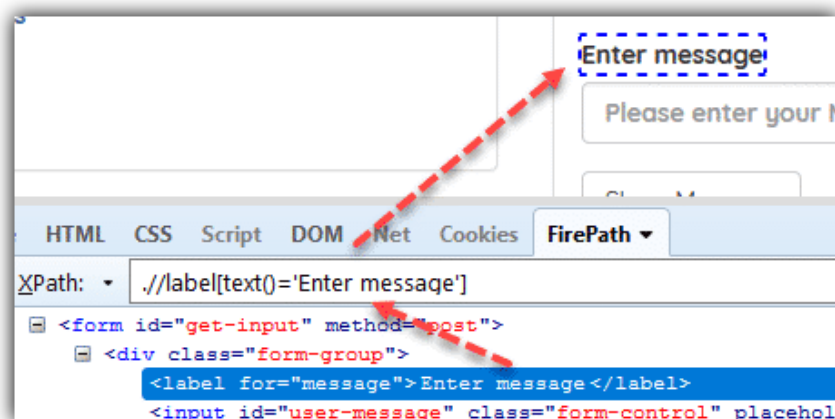 Enter message
Please enter your
HTML CSS Script DOM Net Cookies FirePath
XPath: .//label[text()='Enter message']
<form id="get-input" method="post">
<div class="form-group">
<label for="message">Enter message</label>
<input id="user-message" class="form-control" placehol